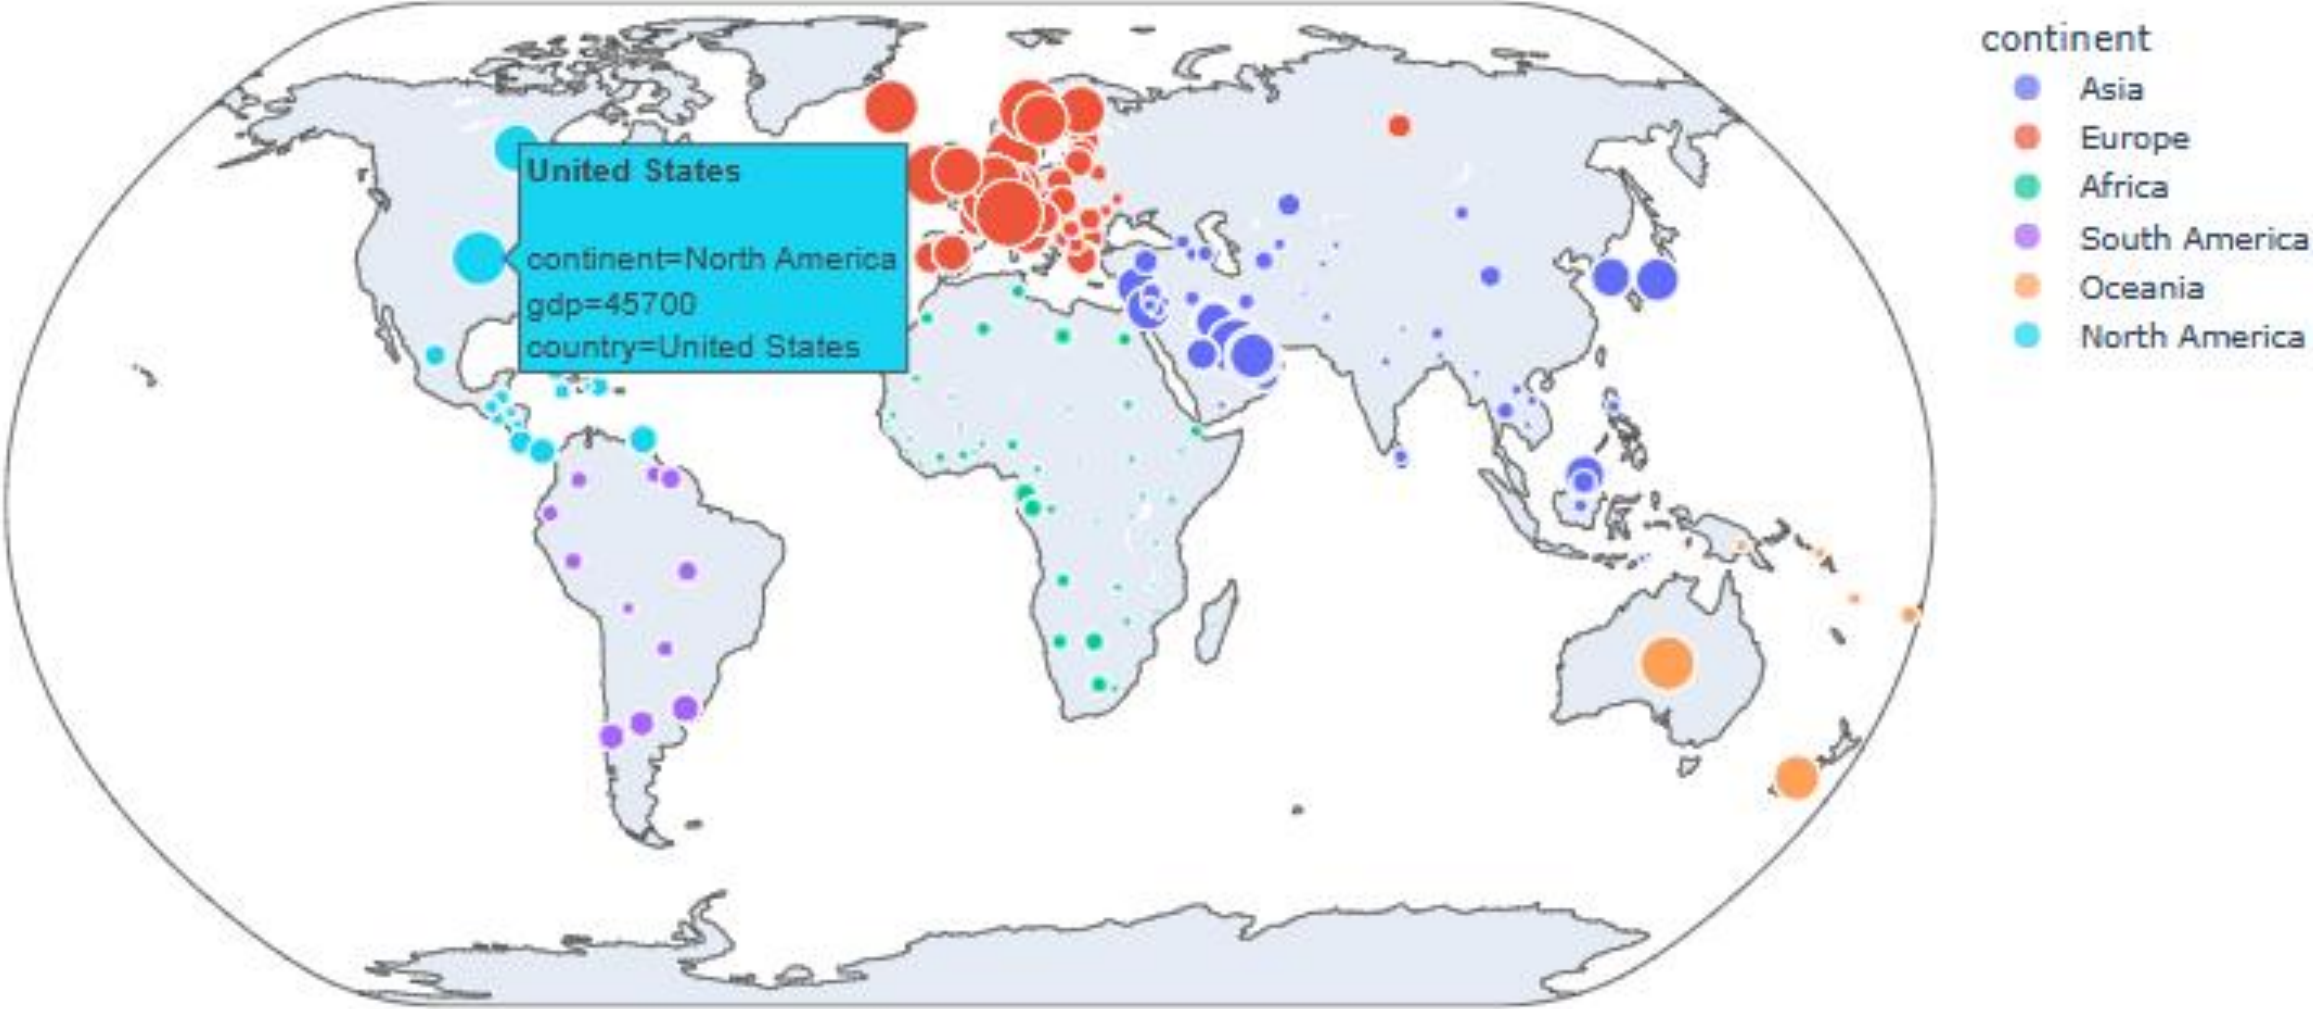 United States
continent=North America
gdp=45700
country=United States
continent
Asia
Europe
Africa
South America
Oceania
North America